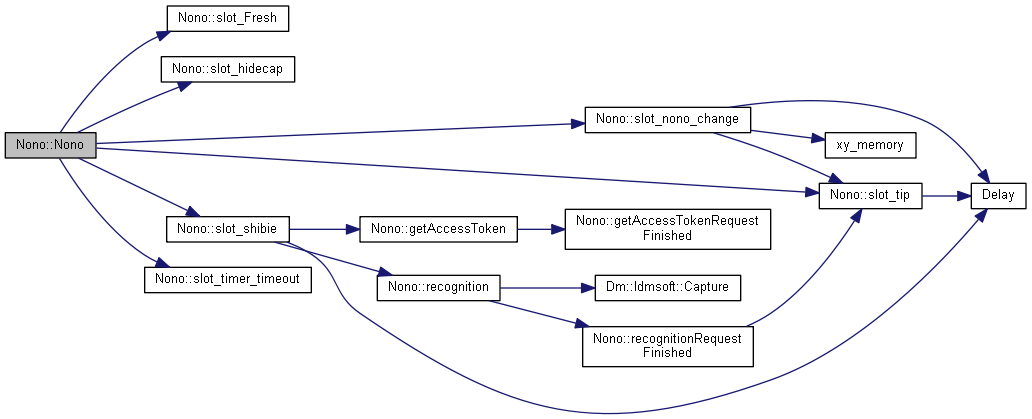 Nono::slot_Fresh
Nono::slot_hidecap
Nono::slot_nono_change
Nono::Nono
xy_memory
Nono::slot_tip
Delay
Nono::slot_shibie
Nono::getAccessToken
Nono::getAccessTokenRequest
Finished
Nono::slot_timer_timeout
Nono::recognition
Dm::Idmsoft::Capture
Nono::recognitionRequest
Finished